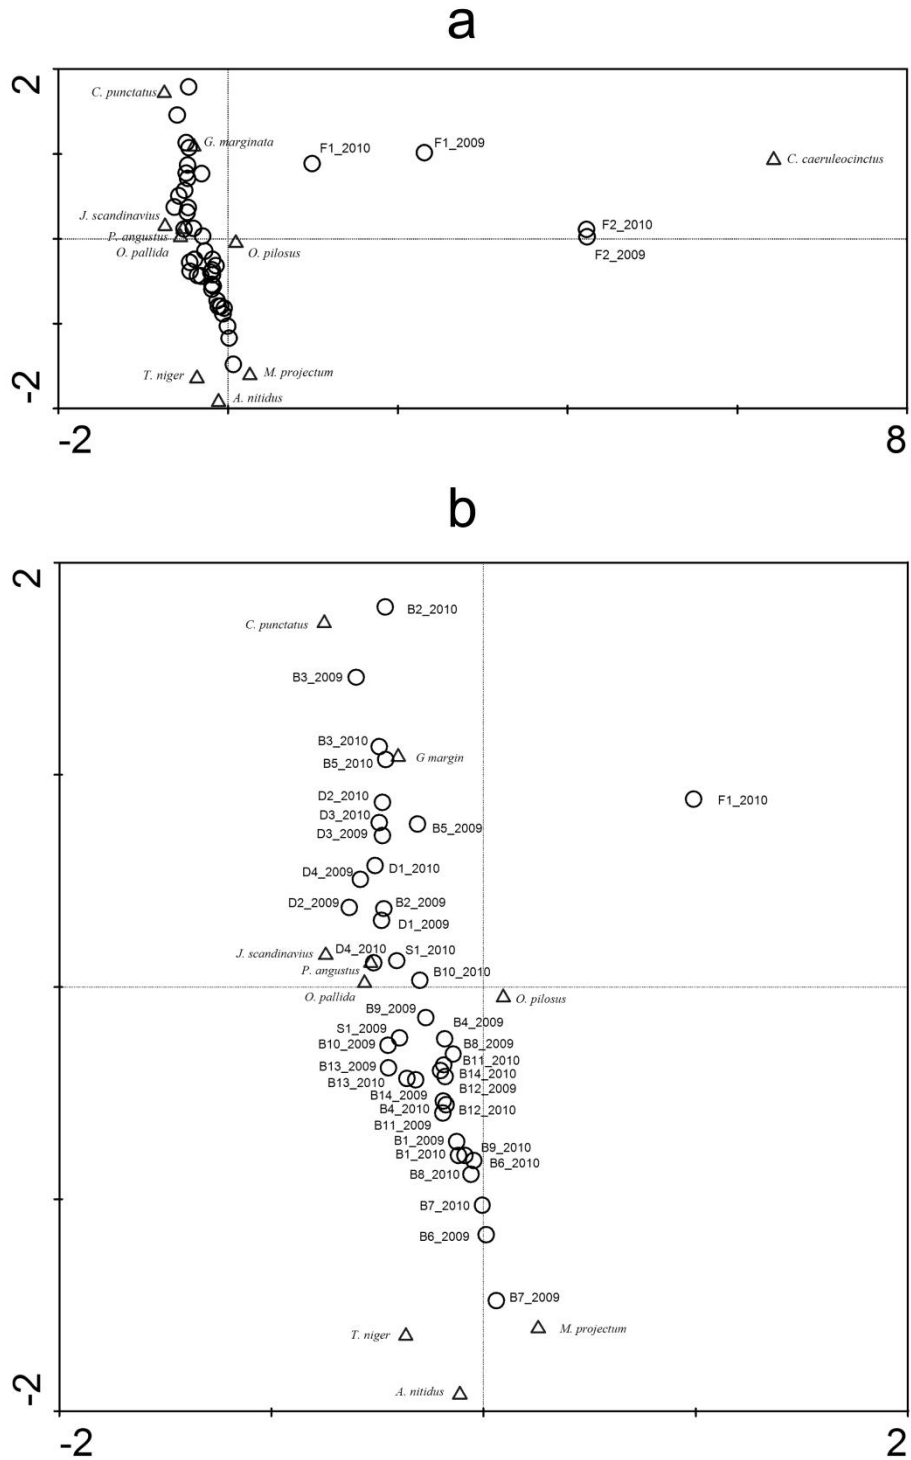 a
2
C. punctatus
G. marginata
F1_2010
F1_2009
C. caeruleocinctus
J. scandinavius
P. angustus
F2_2010
O. pallida
O. pilosus
F2_2009
T. niger
M. projectum
A. nitidus
-2
-2
8
b
2
B2_2010
C. punctatus
B3_2009
B3_2010
G margin
B5_2010
D2_2010
F1_2010
D3_2010
B5_2009
D3_2009
D1_2010
D4_2009
D2_2009
B2_2009
D1_2009
D4_2010
S1_2010
J. scandinavius
P. angustus
B10_2010
O. pallida
O. pilosus
B9_2009
B4_2009
S1_2009
B10_2009
B8_2009
B11_2010
B13_2009
B14_2010
B13_2010
B12_2009
B14_2009
B4_2010
B12_2010
B11_2009
B1_2009
B9_2010
B1_2010
B6_2010
B8_2010
B7_2010
B6_2009
B7_2009
T. niger
M. projectum
A. nitidus
-2
-2
2